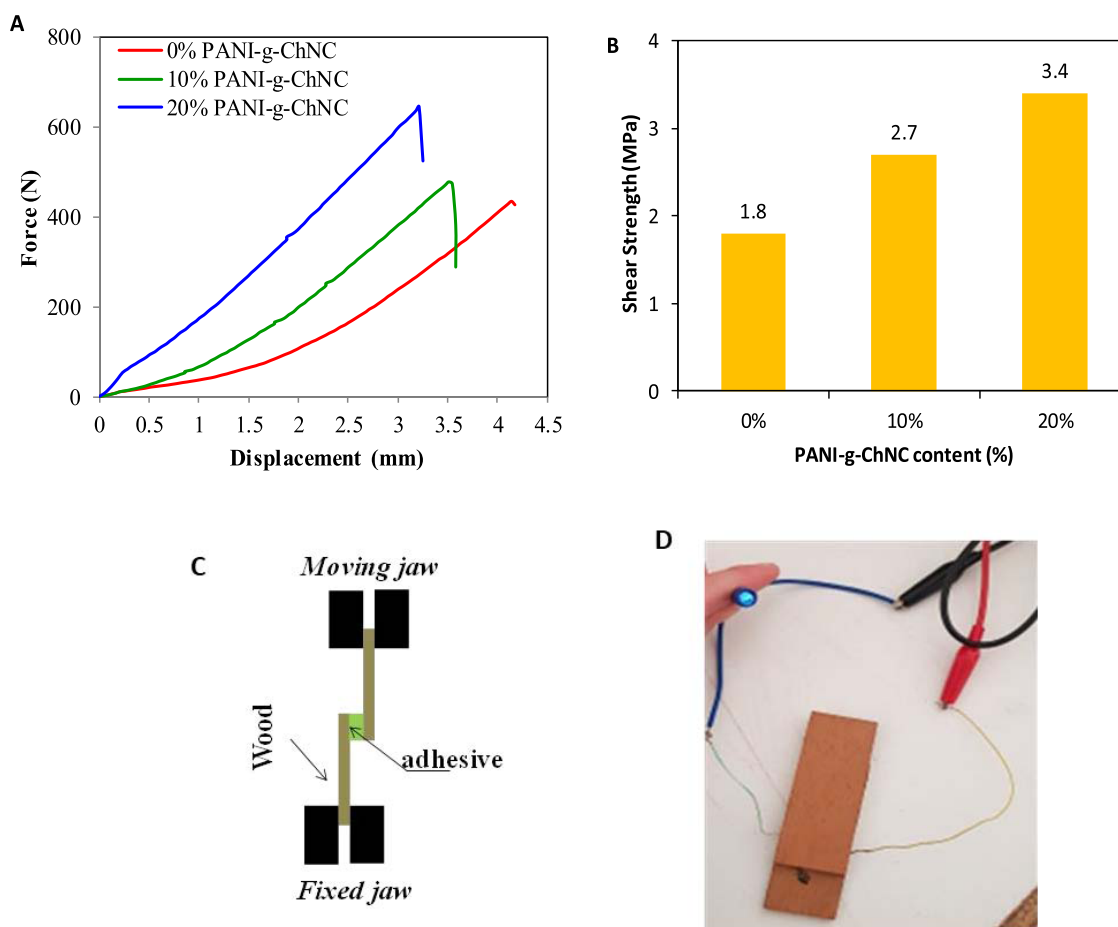 A
Force (N)
800
600
400
200
0
0% PANI-g-ChNC
10% PANI-g-ChNC
20% PANI-g-ChNC
0 0.5 1 1.5 2 2.5 3 3.5 4 4.5
Displacement (mm)
B
Shear Strength (MPa)
4
3
2
1
0
1.8
2.7
3.4
0% 10% 20%
PANI-g-ChNC content (%)
C
Moving jaw
Wood
adhesive
Fixed jaw
D